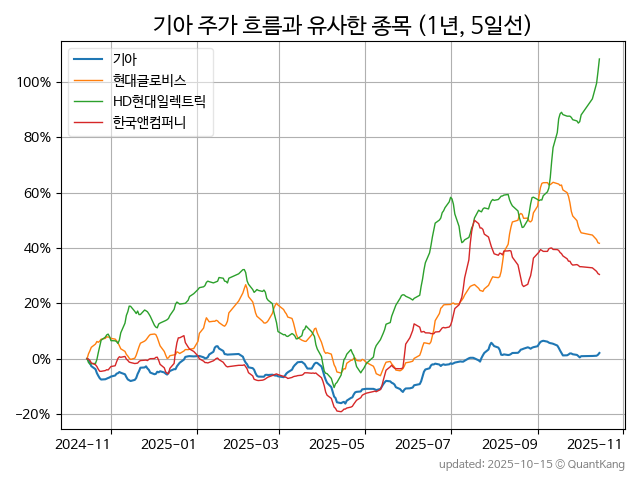 기아 주가 흐름과 유사한 종목 (1년, 5일선)
기아
현대글로비스
HD현대일렉트릭
한국앤컴퍼니
100%
80%
60%
40%
20%
0%
−20%
2024-11 2025-01 2025-03 2025-05 2025-07 2025-09 2025-11
updated: 2025-10-15 © QuantKang